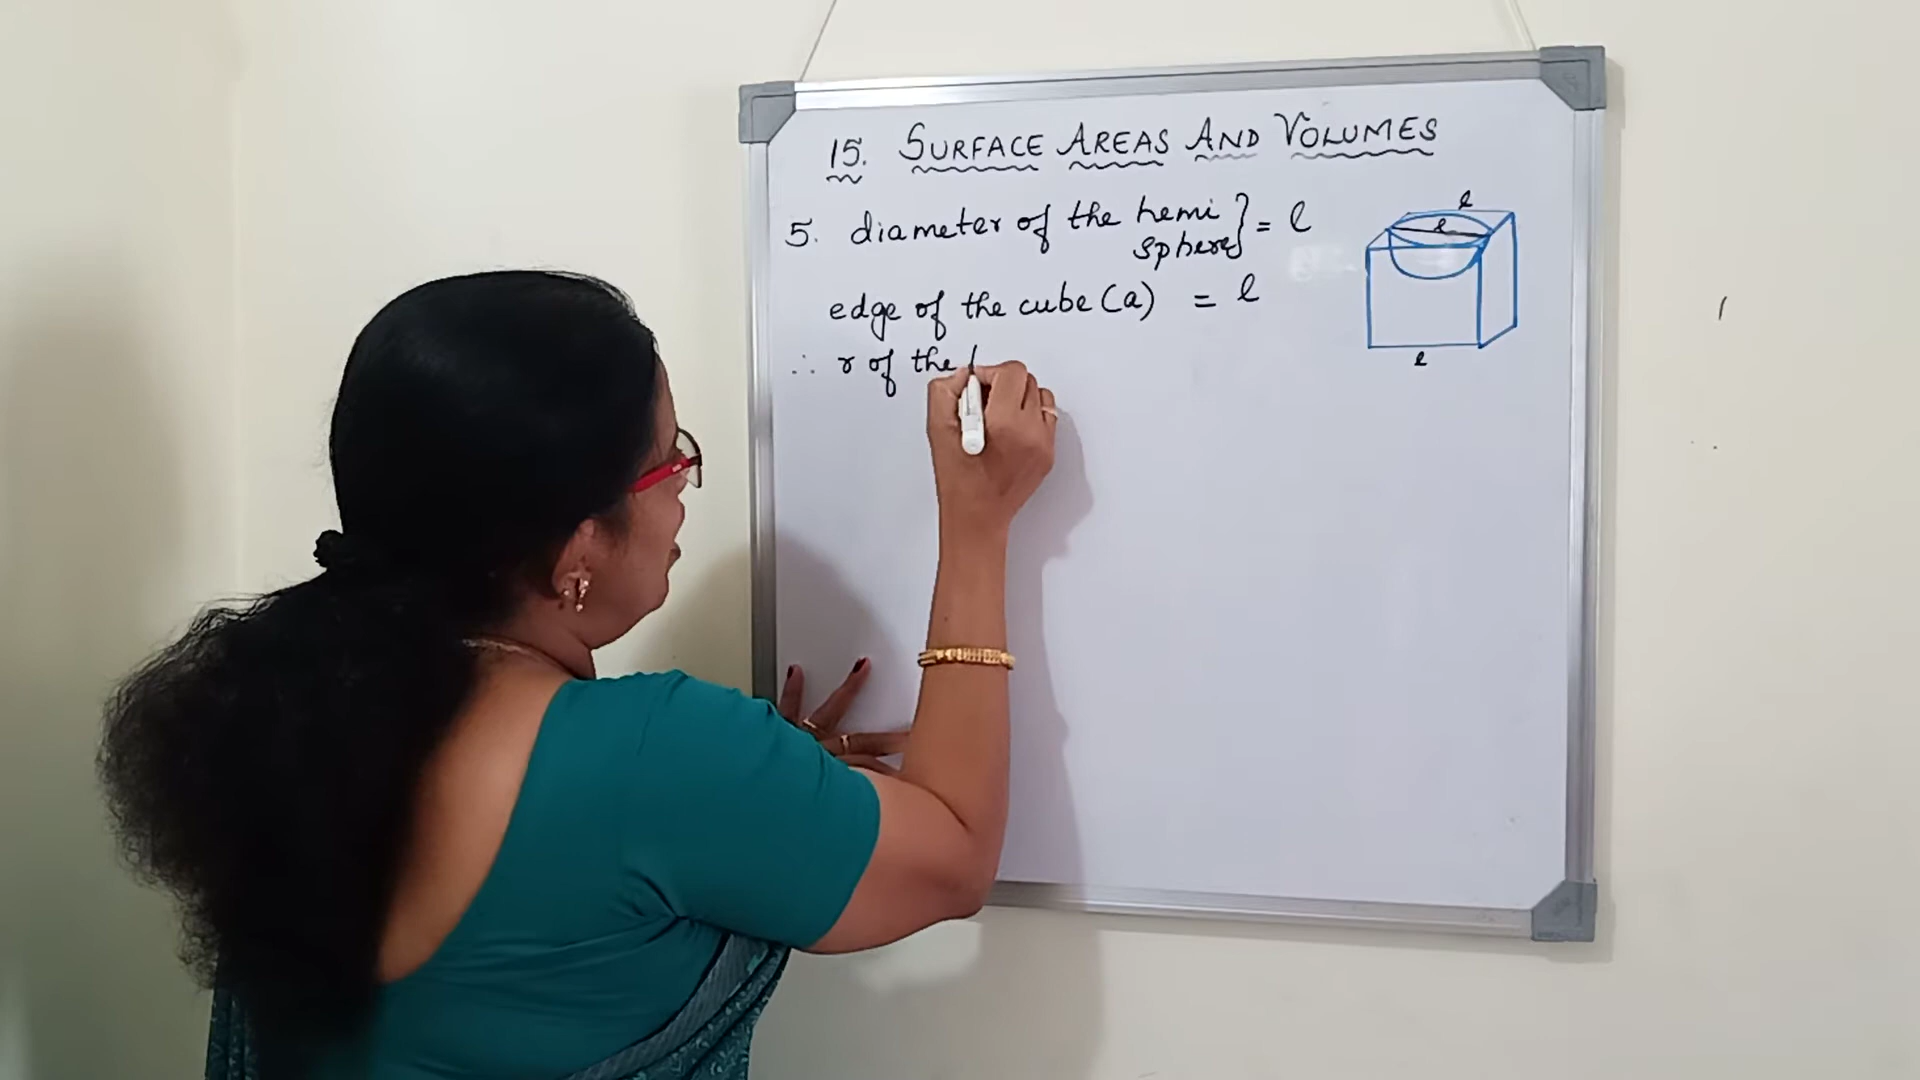 15. SURFACE AREAS AND VOLUMES
5. diameter of the hemi sphere} = l
edge of the cube (a) = l
∴ r of the
l
l
l